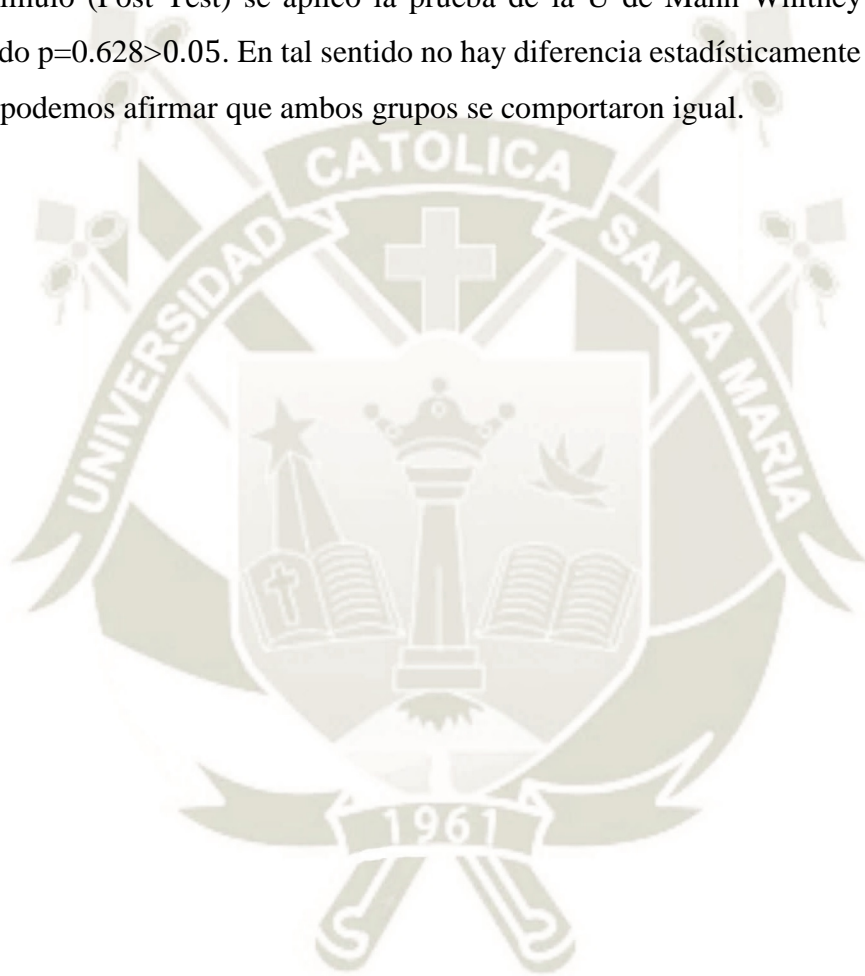 (Post Test) se aplicó la prueba de la U de Mann Whitney
p=0.628>0.05. En tal sentido no hay diferencia estadísticamente
podemos afirmar que ambos grupos se comportaron igual.
UNIVERSIDAD CATOLICA SANTA MARIA
1961